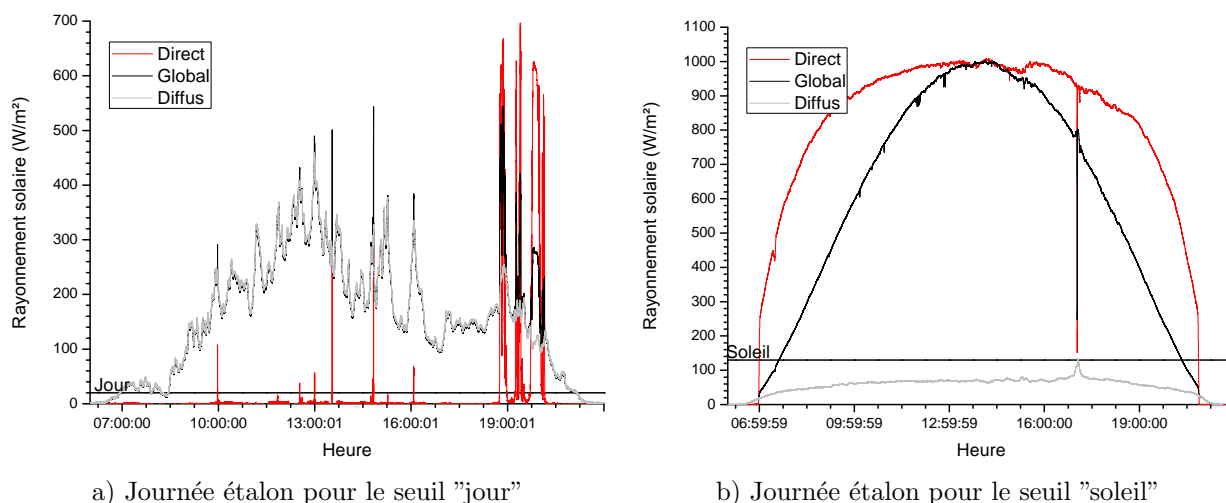 Rayonnement solaire (W/m²)
700
600
500
400
300
200
100
0
Direct
Global
Diffus
Jour
07:00:00
10:00:00
13:00:01
16:00:01
19:00:01
Heure
a) Journée étalon pour le seuil ”jour”
Rayonnement solaire (W/m²)
1100
1000
900
800
700
600
500
400
300
200
100
0
Direct
Global
Diffus
Soleil
06:59:59
09:59:59
12:59:59
16:00:00
19:00:00
Heure
b) Journée étalon pour le seuil ”soleil”